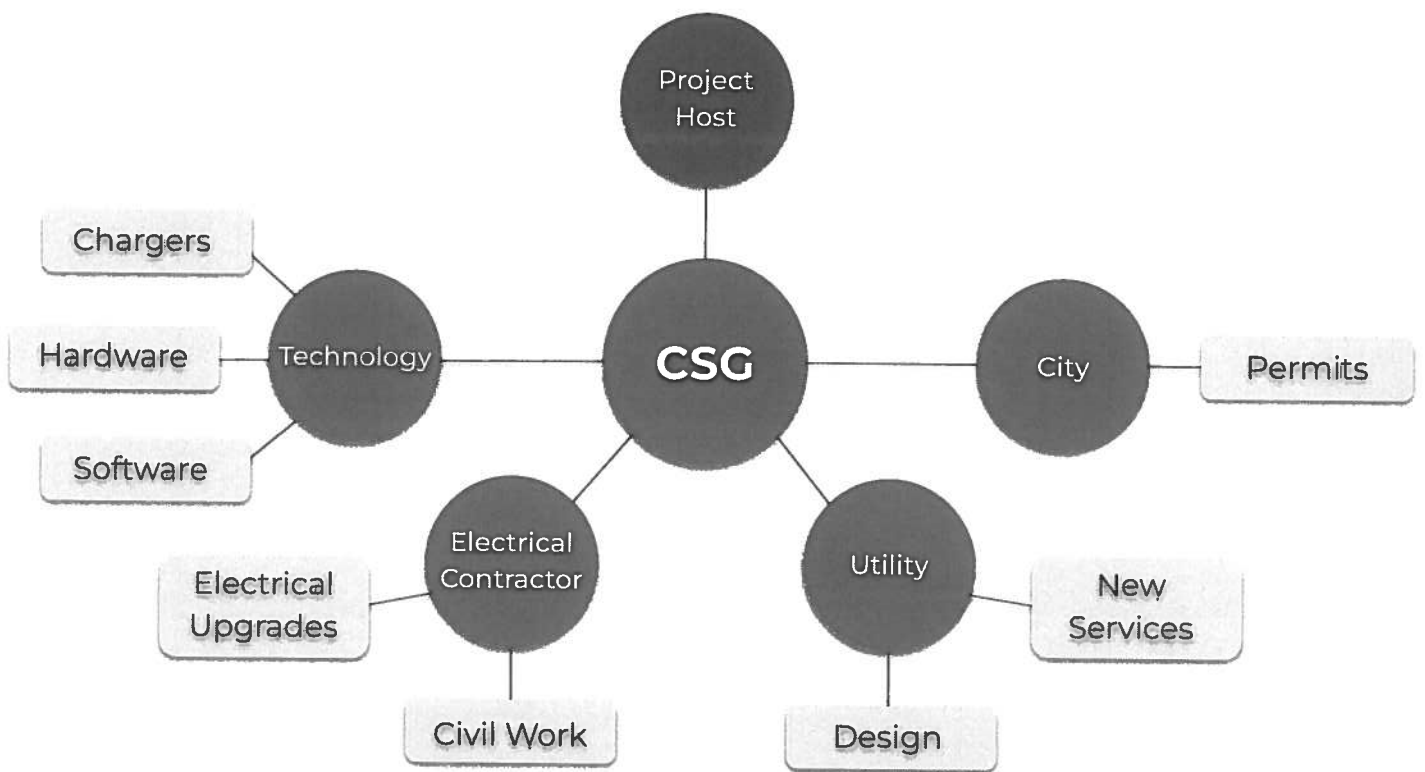 Project
Host
Chargers
Hardware
Technology
Software
CSG
City
Permits
Electrical
Contractor
Electrical
Upgrades
Civil Work
Utility
New
Services
Design